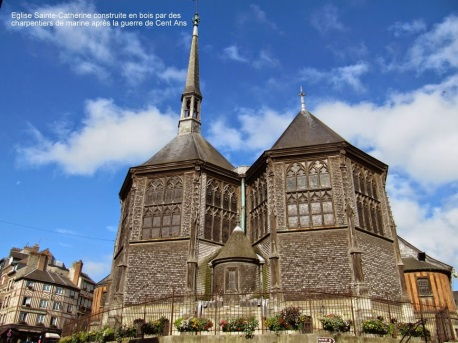 Eglise Sainte-Catherine construite en bois par des
charpentiers de marine après la guerre de Cent Ans